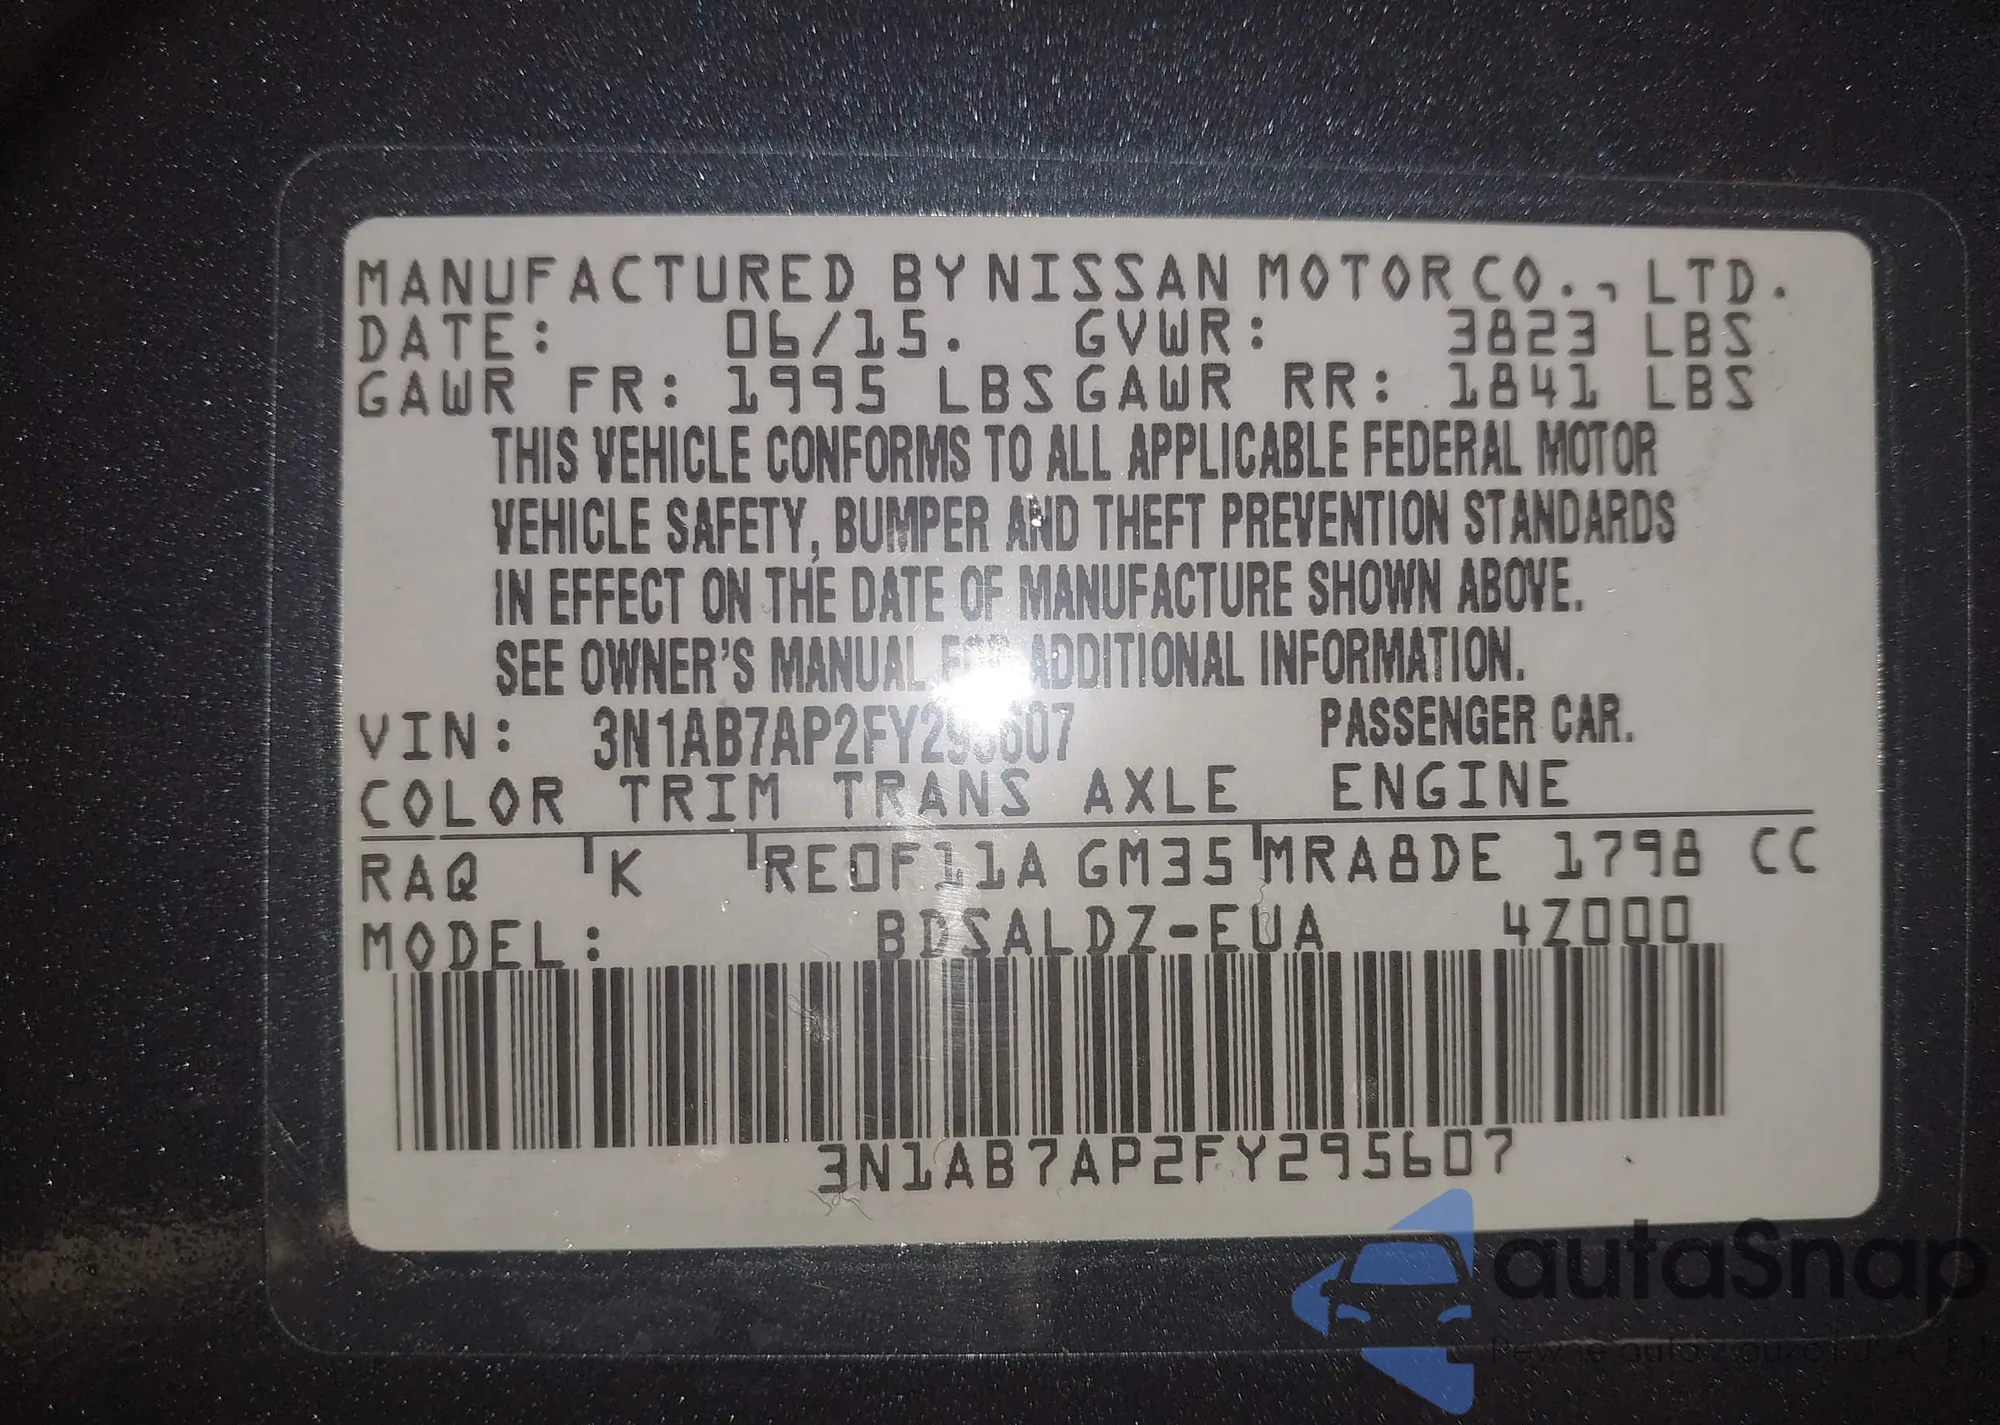 MANUFACTURED BY NISSAN MOTOR CO., LTD.
DATE: 06/15. GVWR: 3823 LBS
GAWR FR: 1995 LBS GAWR RR: 1841 LBS
THIS VEHICLE CONFORMS TO ALL APPLICABLE FEDERAL MOTOR
VEHICLE SAFETY, BUMPER AND THEFT PREVENTION STANDARDS
IN EFFECT ON THE DATE OF MANUFACTURE SHOWN ABOVE.
SEE OWNER'S MANUAL FOR ADDITIONAL INFORMATION.
VIN: 3N1AB7AP2FY295607 PASSENGER CAR.
COLOR TRIM TRANS AXLE ENGINE
RAQ K RE0F11A GM35 MRA8DE 1798 CC
MODEL: BDSALDZ-EUA 4Z000
3N1AB7AP2FY295607
autaSnap